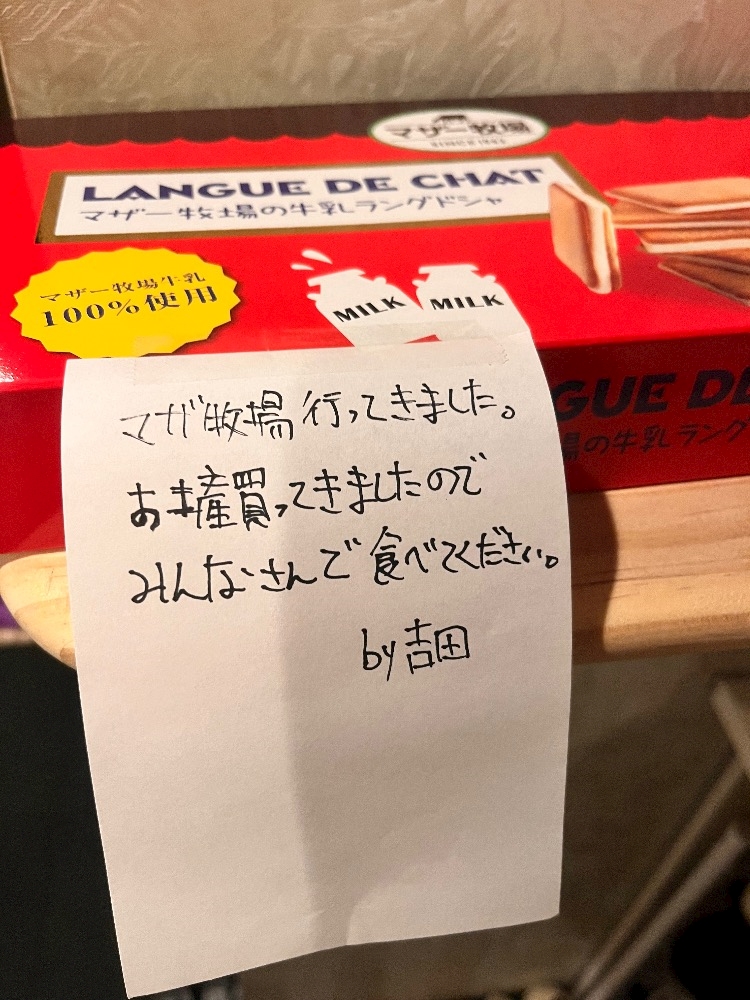 マザー牧場
SINCE 1962
LANGUE DE CHAT
マザー牧場の牛乳ラングドシャ
マザー牧場牛乳
100%使用
MILK
MILK
GUE DE
場の牛乳ラング
マザ牧場行ってきました。
お土産買ってきましたので
みんなさんで食べてください。
by吉田